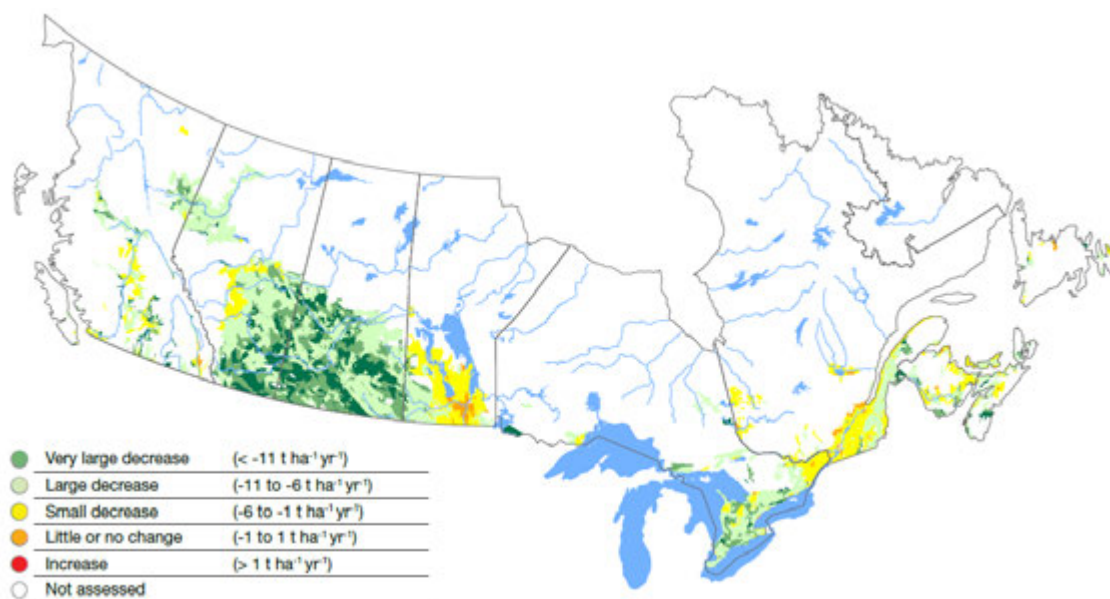 Very large decrease (< -11 t ha⁻¹ yr⁻¹)
Large decrease (-11 to -6 t ha⁻¹ yr⁻¹)
Small decrease (-6 to -1 t ha⁻¹ yr⁻¹)
Little or no change (-1 to 1 t ha⁻¹ yr⁻¹)
Increase (> 1 t ha⁻¹ yr⁻¹)
Not assessed